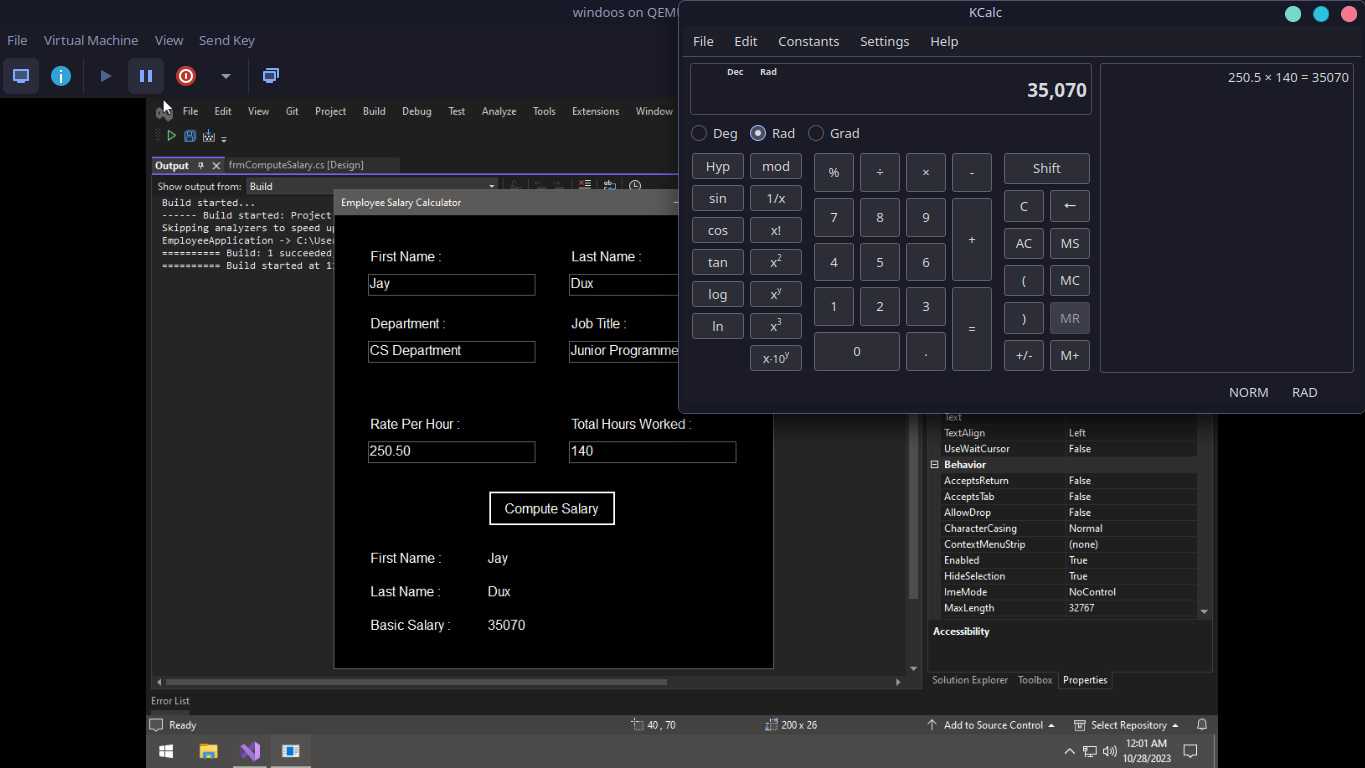 windoos on QEMU
File Virtual Machine View Send Key
File Edit View Git Project Build Debug Test Analyze Tools Extensions Window
Output frmComputeSalary.cs [Design]
Show output from: Build
Build started...
------ Build started: Project
Skipping analyzers to speed up
EmployeeApplication -> C:\User
========== Build: 1 succeeded
========== Build started at 1
Employee Salary Calculator
First Name :
Last Name :
Jay
Dux
Department :
Job Title :
CS Department
Junior Programme
Rate Per Hour :
Total Hours Worked :
250.50
140
Compute Salary
First Name : Jay
Last Name : Dux
Basic Salary : 35070
KCalc
File Edit Constants Settings Help
Dec Rad
35,070
250.5 × 140 = 35070
Deg Rad Grad
Hyp mod % ÷ × - Shift
sin 1/x 7 8 9 + C ←
cos x! AC MS
tan x² 4 5 6 ( MC
log xʸ 1 2 3 = ) MR
ln x³ 0 . +/- M+
x·10ʸ
NORM RAD
Text
TextAlign Left
UseWaitCursor False
Behavior
AcceptsReturn False
AcceptsTab False
AllowDrop False
CharacterCasing Normal
ContextMenuStrip (none)
Enabled True
HideSelection True
ImeMode NoControl
MaxLength 32767
Accessibility
Solution Explorer Toolbox Properties
Error List
Ready 40 , 70 200 x 26 Add to Source Control Select Repository
12:01 AM
10/28/2023